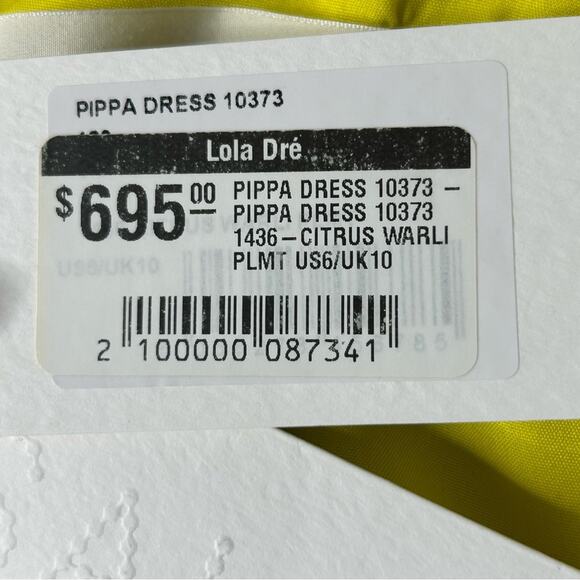 PIPPA DRESS 10373
Lola Dré
$695.00
PIPPA DRESS 10373 –
PIPPA DRESS 10373
1436–CITRUS WARLI
PLMT US6/UK10
US6/UK10
2 100000 087341